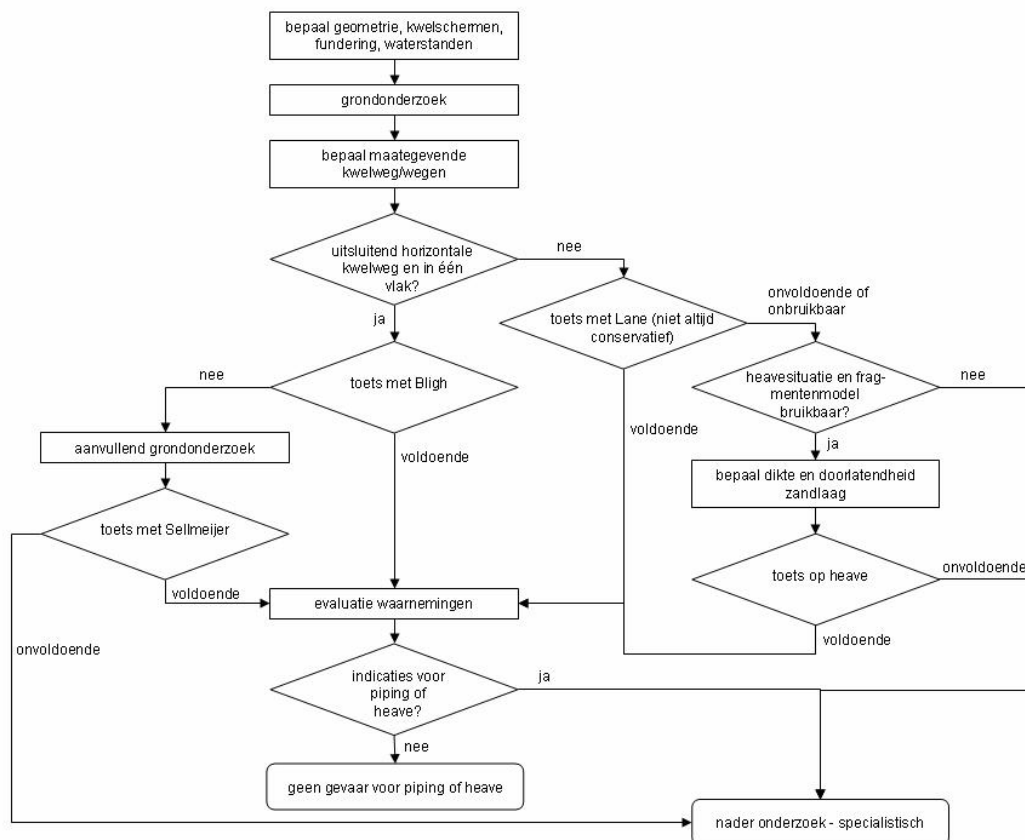 bepaal geometrie, kwelschermen,
fundering, waterstanden
grondonderzoek
bepaal maategevende
kwelweg/wegen
uitsluitend horizontale
kwelweg en in één
vlak?
nee
ja
toets met Lane (niet altijd
conservatief)
onvoldoende of
onbruikbaar
nee
toets met Bligh
heavesituatie en frag-
mentenmodel
bruikbaar?
nee
voldoende
ja
aanvullend grondonderzoek
voldoende
bepaal dikte en doorlatendheid
zandlaag
toets met Sellmeijer
toets op heave
onvoldoende
voldoende
evaluatie waarnemingen
voldoende
onvoldoende
indicaties voor
piping of
heave?
ja
nee
geen gevaar voor piping of heave
nader onderzoek - specialistisch